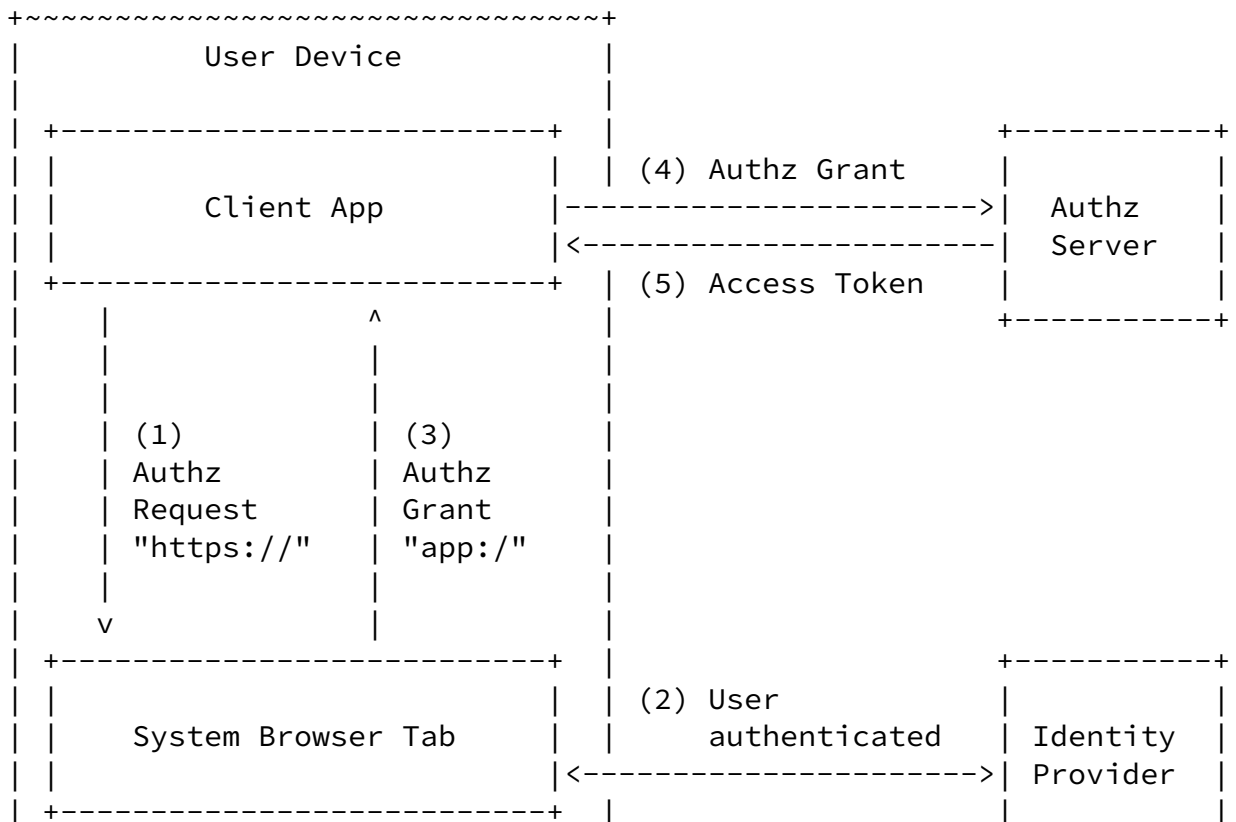 User Device
(4) Authz Grant
Client App
Authz
Server
(5) Access Token
(1)
Authz
Request
"https://"
(3)
Authz
Grant
"app:/"
(2) User
authenticated
System Browser Tab
Identity
Provider